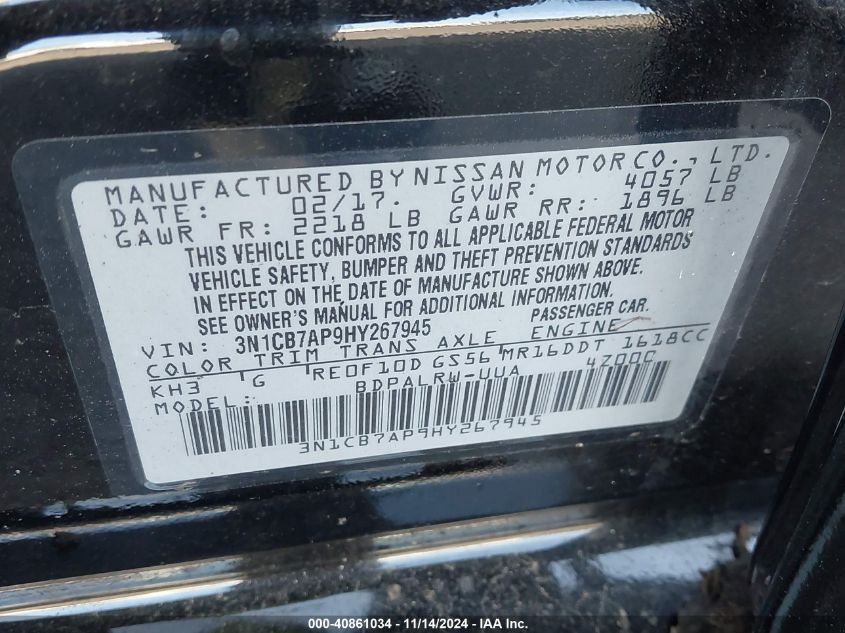 MANUFACTURED BY NISSAN MOTOR CO., LTD.
DATE: 02/17. GVWR: 4057 LB
GAWR FR: 2218 LB GAWR RR: 1896 LB
THIS VEHICLE CONFORMS TO ALL APPLICABLE FEDERAL MOTOR
VEHICLE SAFETY, BUMPER AND THEFT PREVENTION STANDARDS
IN EFFECT ON THE DATE OF MANUFACTURE SHOWN ABOVE.
SEE OWNER'S MANUAL FOR ADDITIONAL INFORMATION.
VIN: 3N1CB7AP9HY267945 PASSENGER CAR.
COLOR TRIM TRANS AXLE ENGINE
KH3 G RE0F10D GS56 MR16DDT 1618CC
MODEL: BDPALRW-UUA 4Z00C
3N1CB7AP9HY267945
000-40861034 - 11/14/2024 - Copyright © IAA, LLC.